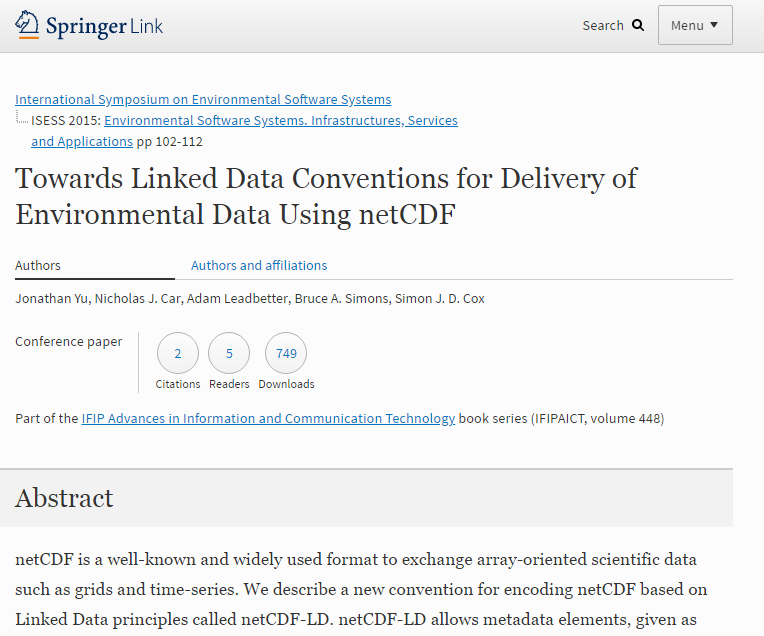 Springer Link
Search
Menu ▼
International Symposium on Environmental Software Systems
ISESS 2015: Environmental Software Systems. Infrastructures, Services
and Applications pp 102-112
Towards Linked Data Conventions for Delivery of
Environmental Data Using netCDF
Authors
Authors and affiliations
Jonathan Yu, Nicholas J. Car, Adam Leadbetter, Bruce A. Simons, Simon J. D. Cox
Conference paper
2
Citations
5
Readers
749
Downloads
Part of the IFIP Advances in Information and Communication Technology book series (IFIPAICT, volume 448)
Abstract
netCDF is a well-known and widely used format to exchange array-oriented scientific data
such as grids and time-series. We describe a new convention for encoding netCDF based on
Linked Data principles called netCDF-LD. netCDF-LD allows metadata elements, given as